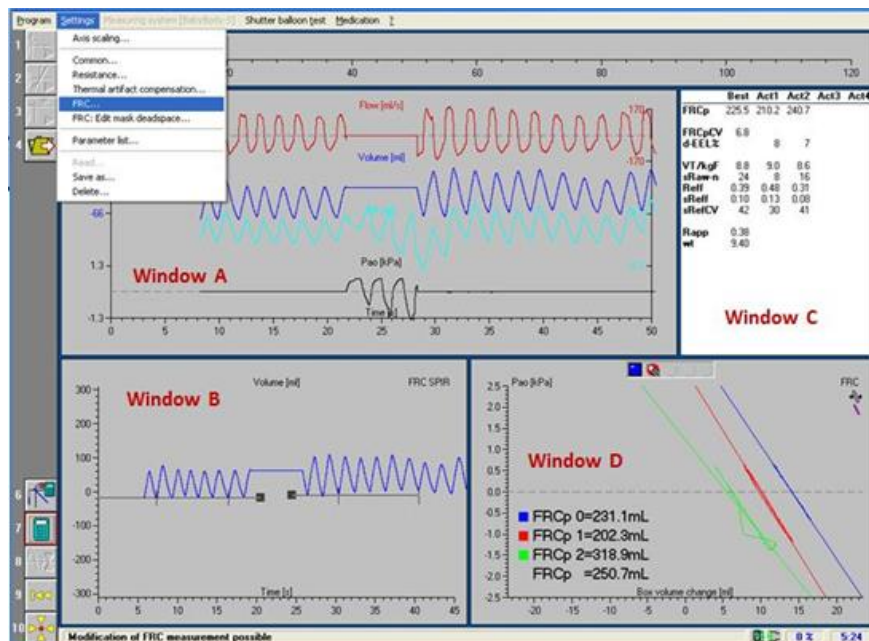 Program Settings Measuring system [BabyBody-S] Shutter balloon test Medication ?
Axis scaling...
Common...
Resistance...
Thermal artifact compensation...
FRC...
FRC: Edit mask deadspace...
Parameter list...
Read...
Save as...
Delete...
1
2
3
4
6
7
8
9
10
20 40 60 80 100 120
Flow [ml/s]
170
-170
Volume [ml]
-66
Pao [kPa]
1.3
-1.3
Window A
Time [s]
0 5 10 15 20 25 30 35 40 45 50
Best Act1 Act2 Act3 Act4
FRCp 225.5 210.2 240.7
FRCpCV 6.8
d-EEL% 8 7
VT/kgF 8.8 9.0 8.6
sRaw-n 24 8 16
Reff 0.39 0.48 0.31
sReff 0.10 0.13 0.08
sRefCV 42 30 41
Rapp 0.38
wt 9.40
Window C
Volume [ml] FRC SPIR
Window B
300
200
100
0
-100
-200
-300
Time [s]
0 5 10 15 20 25 30 35 40 45
Pao [kPa] FRC
Window D
2.5
2.0
1.5
1.0
0.5
0.0
-0.5
-1.0
-1.5
-2.0
-2.5
FRCp 0=231.1mL
FRCp 1=202.3mL
FRCp 2=318.9mL
FRCp =250.7mL
Box volume change [ml]
-20 -15 -10 -5 0 5 10 15 20
Modification of FRC measurement possible 0 % 5:24